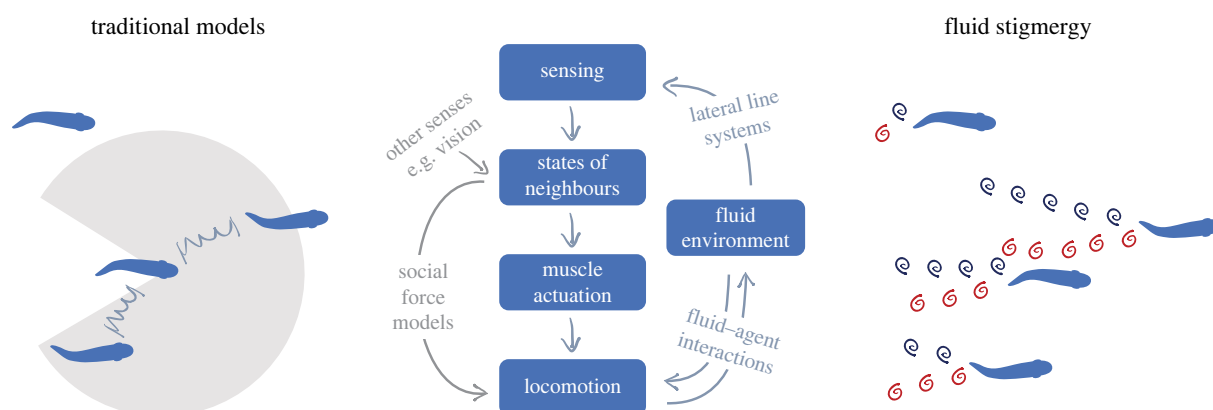 traditional models
fluid stigmergy
sensing
other senses
e.g. vision
lateral line
systems
states of
neighbours
fluid
environment
social
force
models
muscle
actuation
fluid–agent
interactions
locomotion